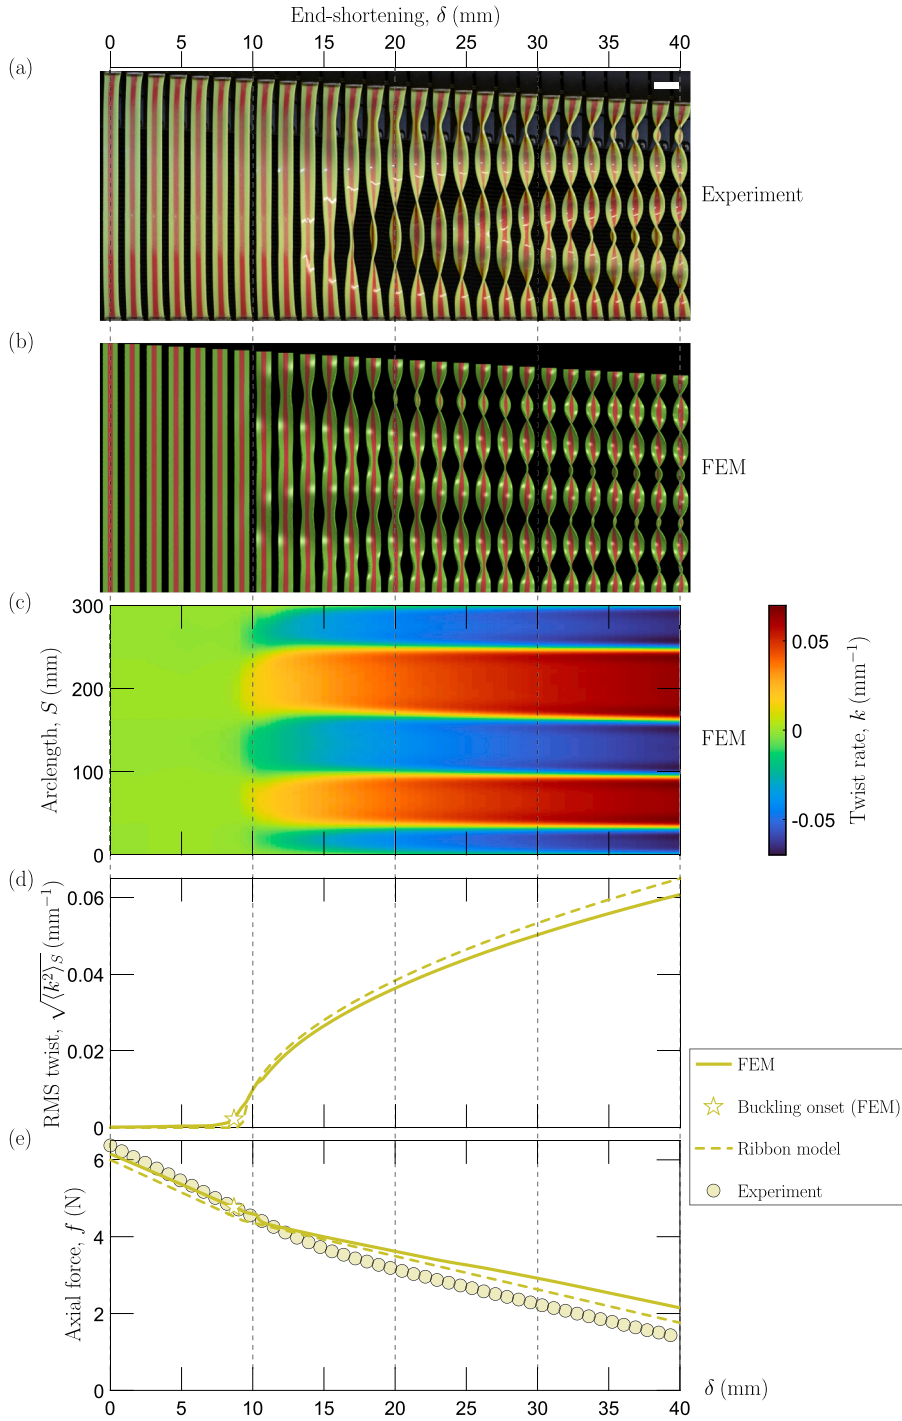 End-shortening, δ (mm)
0 5 10 15 20 25 30 35 40
(a)
Experiment
(b)
FEM
(c)
300
200
100
0
Arclength, S (mm)
FEM
0.05
0
-0.05
Twist rate, k (mm⁻¹)
(d)
0.06
0.04
0.02
0
RMS twist, √⟨k²⟩_S (mm⁻¹)
FEM
Buckling onset (FEM)
Ribbon model
Experiment
(e)
6
4
2
0
Axial force, f (N)
0 5 10 15 20 25 30 35 40
δ (mm)